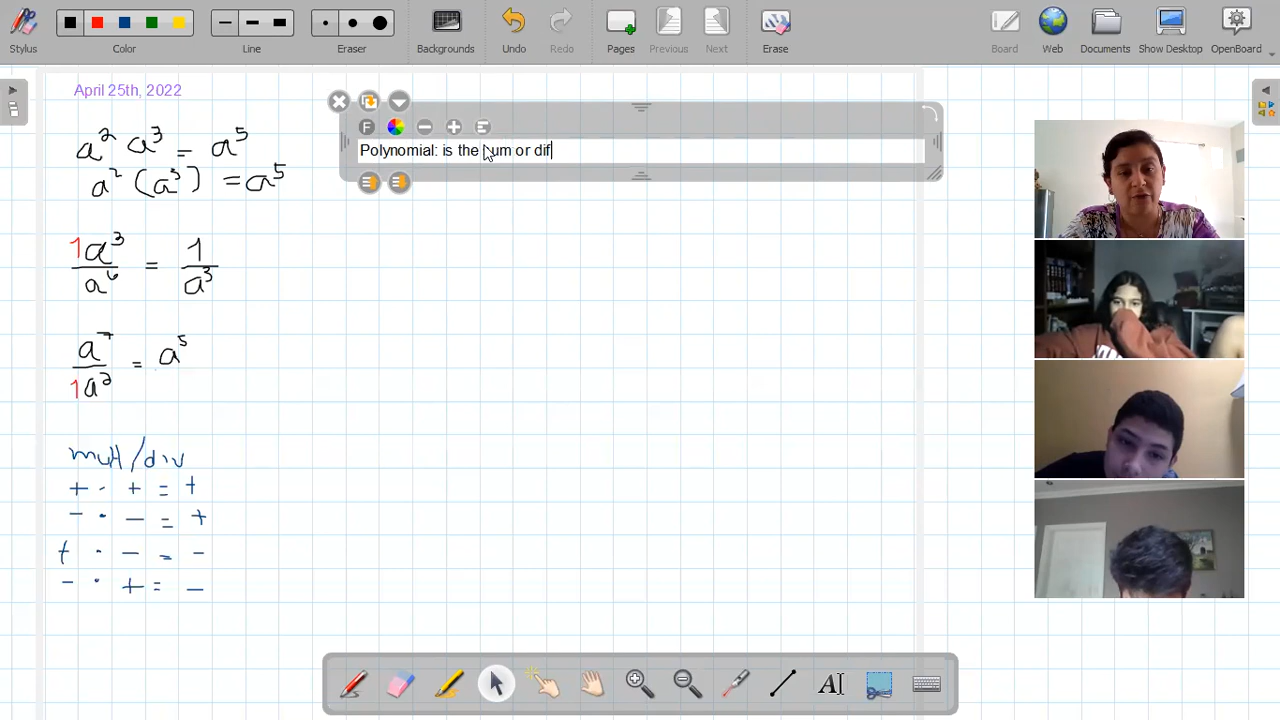 Stylus
Color
Line
Eraser
Backgrounds
Undo
Redo
Pages
Previous
Next
Erase
Board
Web
Documents
Show Desktop
OpenBoard
April 25th, 2022
a² a³ = a⁵
a² (a³) = a⁵
1a³/a⁶ = 1/a³
a⁷/1a² = a⁵
mult/div
+ · + = +
- · - = +
+ · - = -
- · + = -
F
Polynomial: is the sum or dif
AI